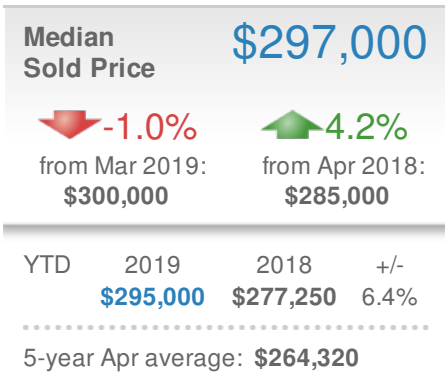 Median $297,000
Sold Price
-1.0% 4.2%
from Mar 2019: from Apr 2018:
$300,000 $285,000
YTD 2019 2018 +/-
$295,000 $277,250 6.4%
5-year Apr average: $264,320